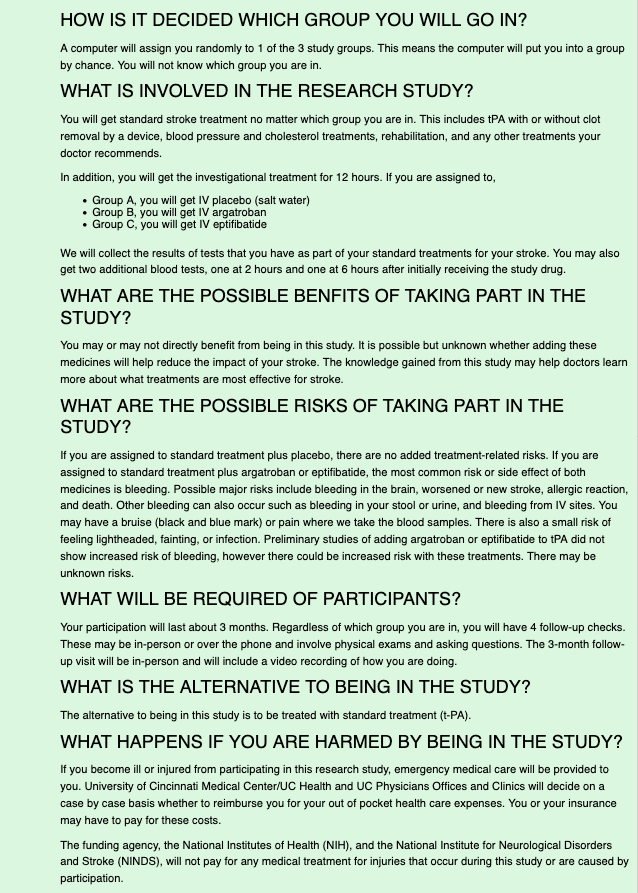 HOW IS IT DECIDED WHICH GROUP YOU WILL GO IN?
A computer will assign you randomly to 1 of the 3 study groups. This means the computer will put you into a group
by chance. You will not know which group you are in.
WHAT IS INVOLVED IN THE RESEARCH STUDY?
You will get standard stroke treatment no matter which group you are in. This includes tPA with or without clot
removal by a device, blood pressure and cholesterol treatments, rehabilitation, and any other treatments your
doctor recommends.
In addition, you will get the investigational treatment for 12 hours. If you are assigned to,
• Group A, you will get IV placebo (salt water)
• Group B, you will get IV argatroban
• Group C, you will get IV eptifibatide
We will collect the results of tests that you have as part of your standard treatments for your stroke. You may also
get two additional blood tests, one at 2 hours and one at 6 hours after initially receiving the study drug.
WHAT ARE THE POSSIBLE BENFITS OF TAKING PART IN THE
STUDY?
You may or may not directly benefit from being in this study. It is possible but unknown whether adding these
medicines will help reduce the impact of your stroke. The knowledge gained from this study may help doctors learn
more about what treatments are most effective for stroke.
WHAT ARE THE POSSIBLE RISKS OF TAKING PART IN THE
STUDY?
If you are assigned to standard treatment plus placebo, there are no added treatment-related risks. If you are
assigned to standard treatment plus argatroban or eptifibatide, the most common risk or side effect of both
medicines is bleeding. Possible major risks include bleeding in the brain, worsened or new stroke, allergic reaction,
and death. Other bleeding can also occur such as bleeding in your stool or urine, and bleeding from IV sites. You
may have a bruise (black and blue mark) or pain where we take the blood samples. There is also a small risk of
feeling lightheaded, fainting, or infection. Preliminary studies of adding argatroban or eptifibatide to tPA did not
show increased risk of bleeding, however there could be increased risk with these treatments. There may be
unknown risks.
WHAT WILL BE REQUIRED OF PARTICIPANTS?
Your participation will last about 3 months. Regardless of which group you are in, you will have 4 follow-up checks.
These may be in-person or over the phone and involve physical exams and asking questions. The 3-month follow-
up visit will be in-person and will include a video recording of how you are doing.
WHAT IS THE ALTERNATIVE TO BEING IN THE STUDY?
The alternative to being in this study is to be treated with standard treatment (t-PA).
WHAT HAPPENS IF YOU ARE HARMED BY BEING IN THE STUDY?
If you become ill or injured from participating in this research study, emergency medical care will be provided to
you. University of Cincinnati Medical Center/UC Health and UC Physicians Offices and Clinics will decide on a
case by case basis whether to reimburse you for your out of pocket health care expenses. You or your insurance
may have to pay for these costs.
The funding agency, the National Institutes of Health (NIH), and the National Institute for Neurological Disorders
and Stroke (NINDS), will not pay for any medical treatment for injuries that occur during this study or are caused by
participation.